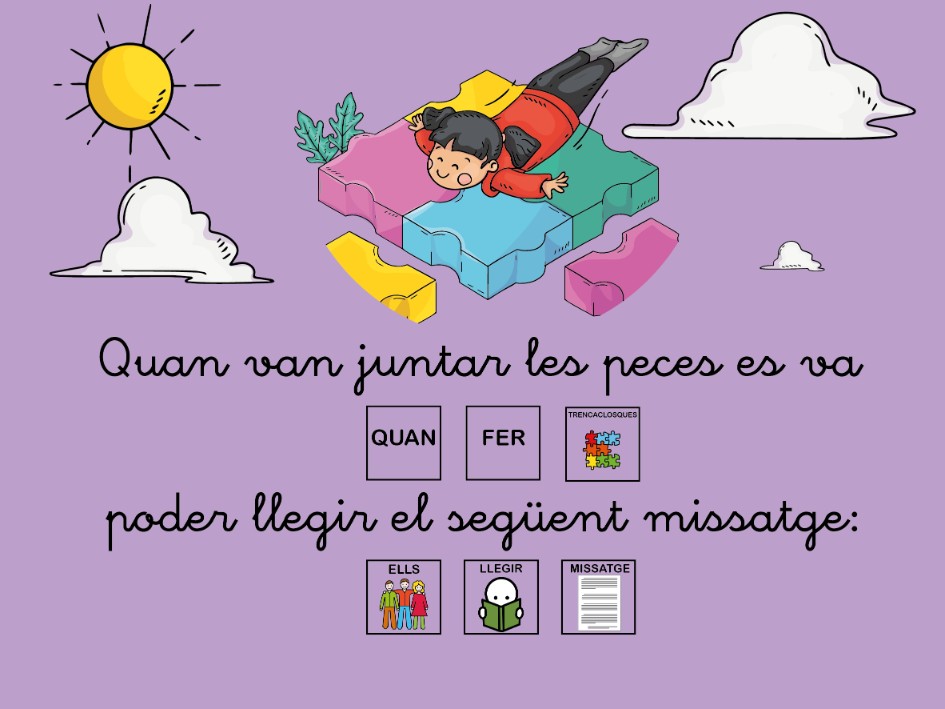 Quan van juntar les peces es va
QUAN FER TRENCACLOSQUES
poder llegir el següent missatge:
ELLS LLEGIR MISSATGE